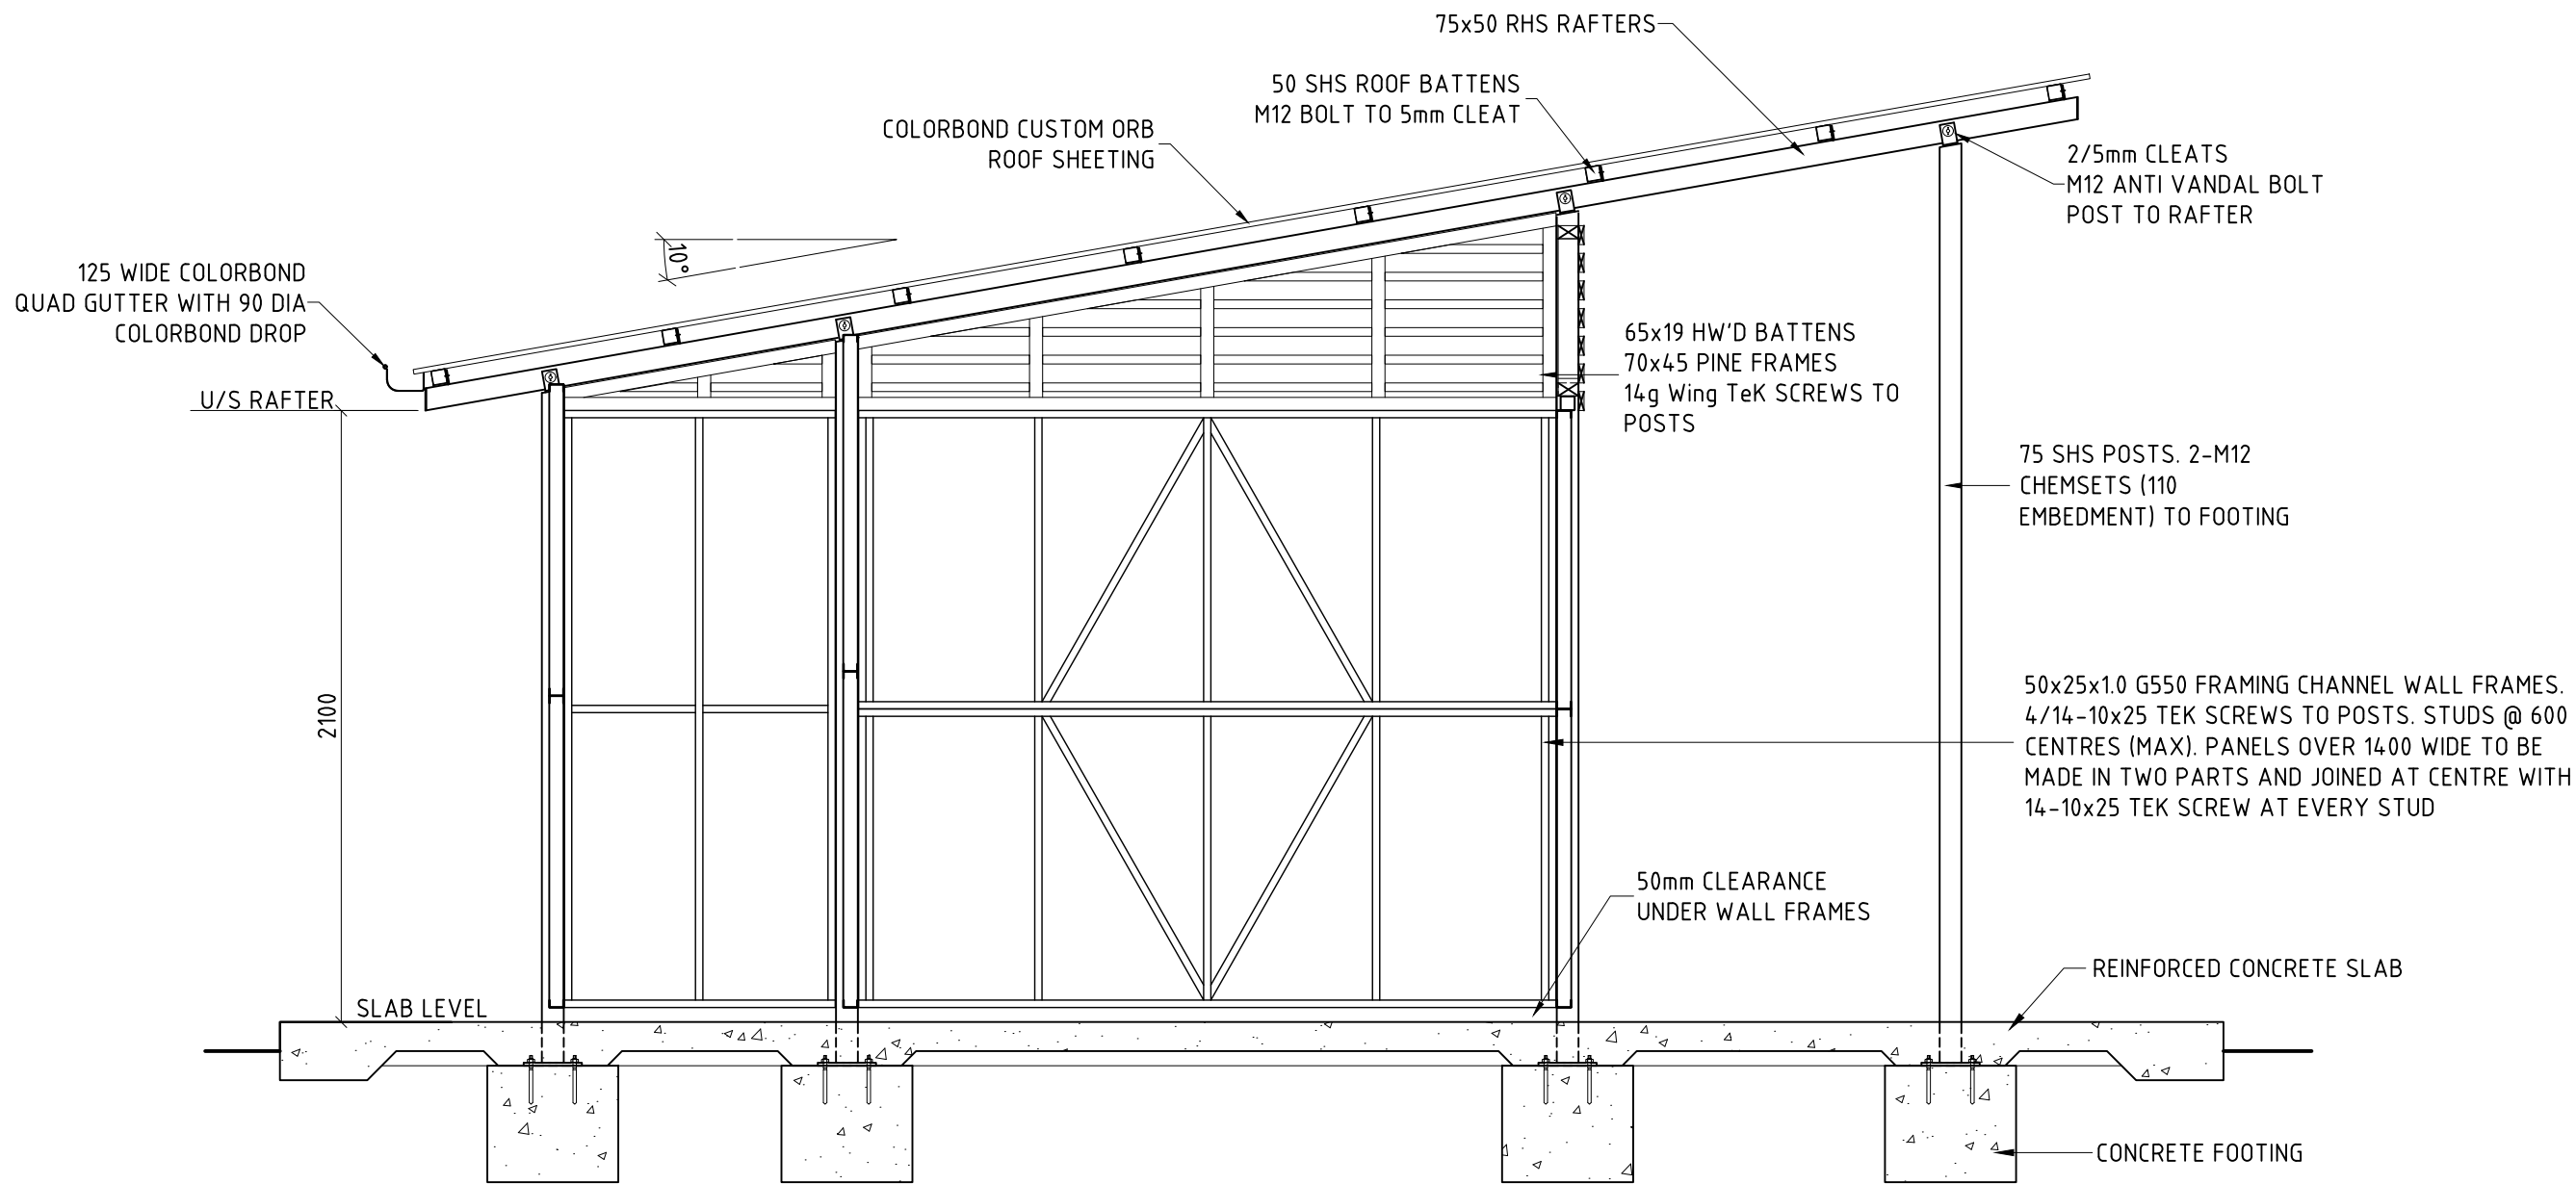 75x50 RHS RAFTERS
50 SHS ROOF BATTENS
M12 BOLT TO 5mm CLEAT
COLORBOND CUSTOM ORB
ROOF SHEETING
2/5mm CLEATS
M12 ANTI VANDAL BOLT
POST TO RAFTER
10°
125 WIDE COLORBOND
QUAD GUTTER WITH 90 DIA
COLORBOND DROP
U/S RAFTER
65x19 HW'D BATTENS
70x45 PINE FRAMES
14g Wing TeK SCREWS TO
POSTS
75 SHS POSTS. 2-M12
CHEMSETS (110
EMBEDMENT) TO FOOTING
2100
50x25x1.0 G550 FRAMING CHANNEL WALL FRAMES.
4/14-10x25 TEK SCREWS TO POSTS. STUDS @ 600
CENTRES (MAX). PANELS OVER 1400 WIDE TO BE
MADE IN TWO PARTS AND JOINED AT CENTRE WITH
14-10x25 TEK SCREW AT EVERY STUD
50mm CLEARANCE
UNDER WALL FRAMES
REINFORCED CONCRETE SLAB
SLAB LEVEL
CONCRETE FOOTING